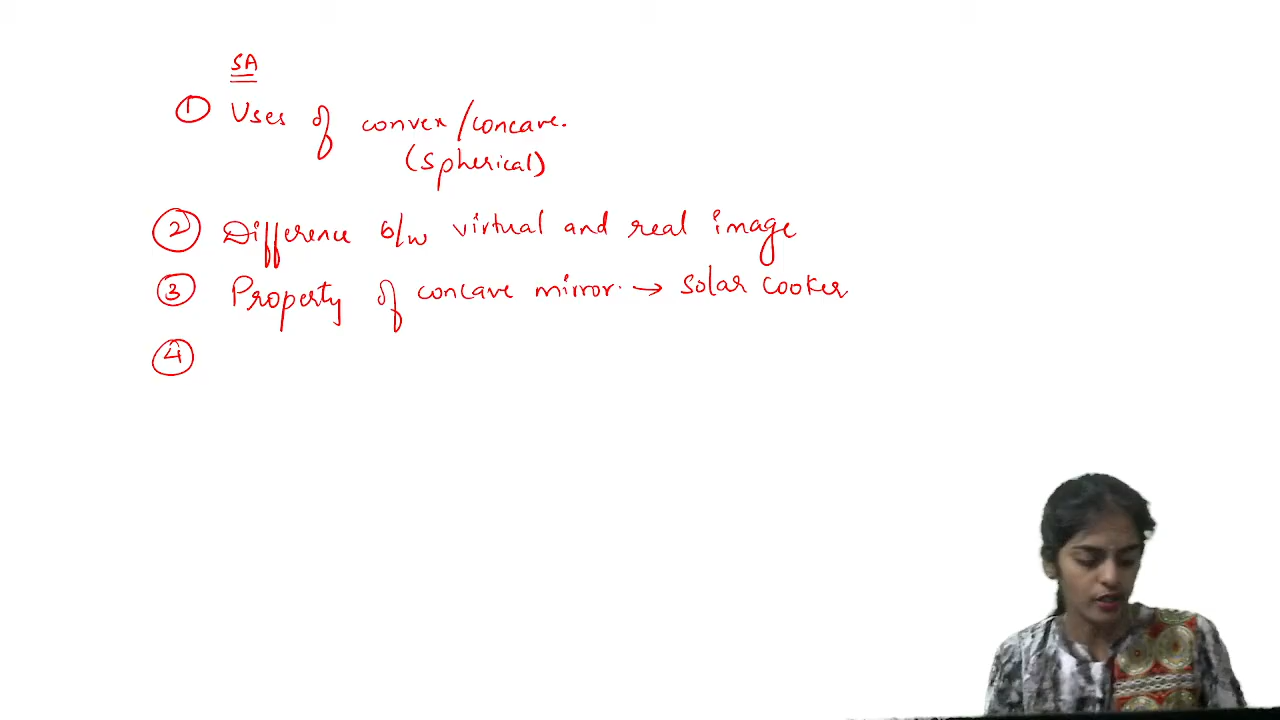 SA
① Uses of convex/concave.
(spherical)
② Difference b/w virtual and real image
③ Property of concave mirror. → solar cooker
④